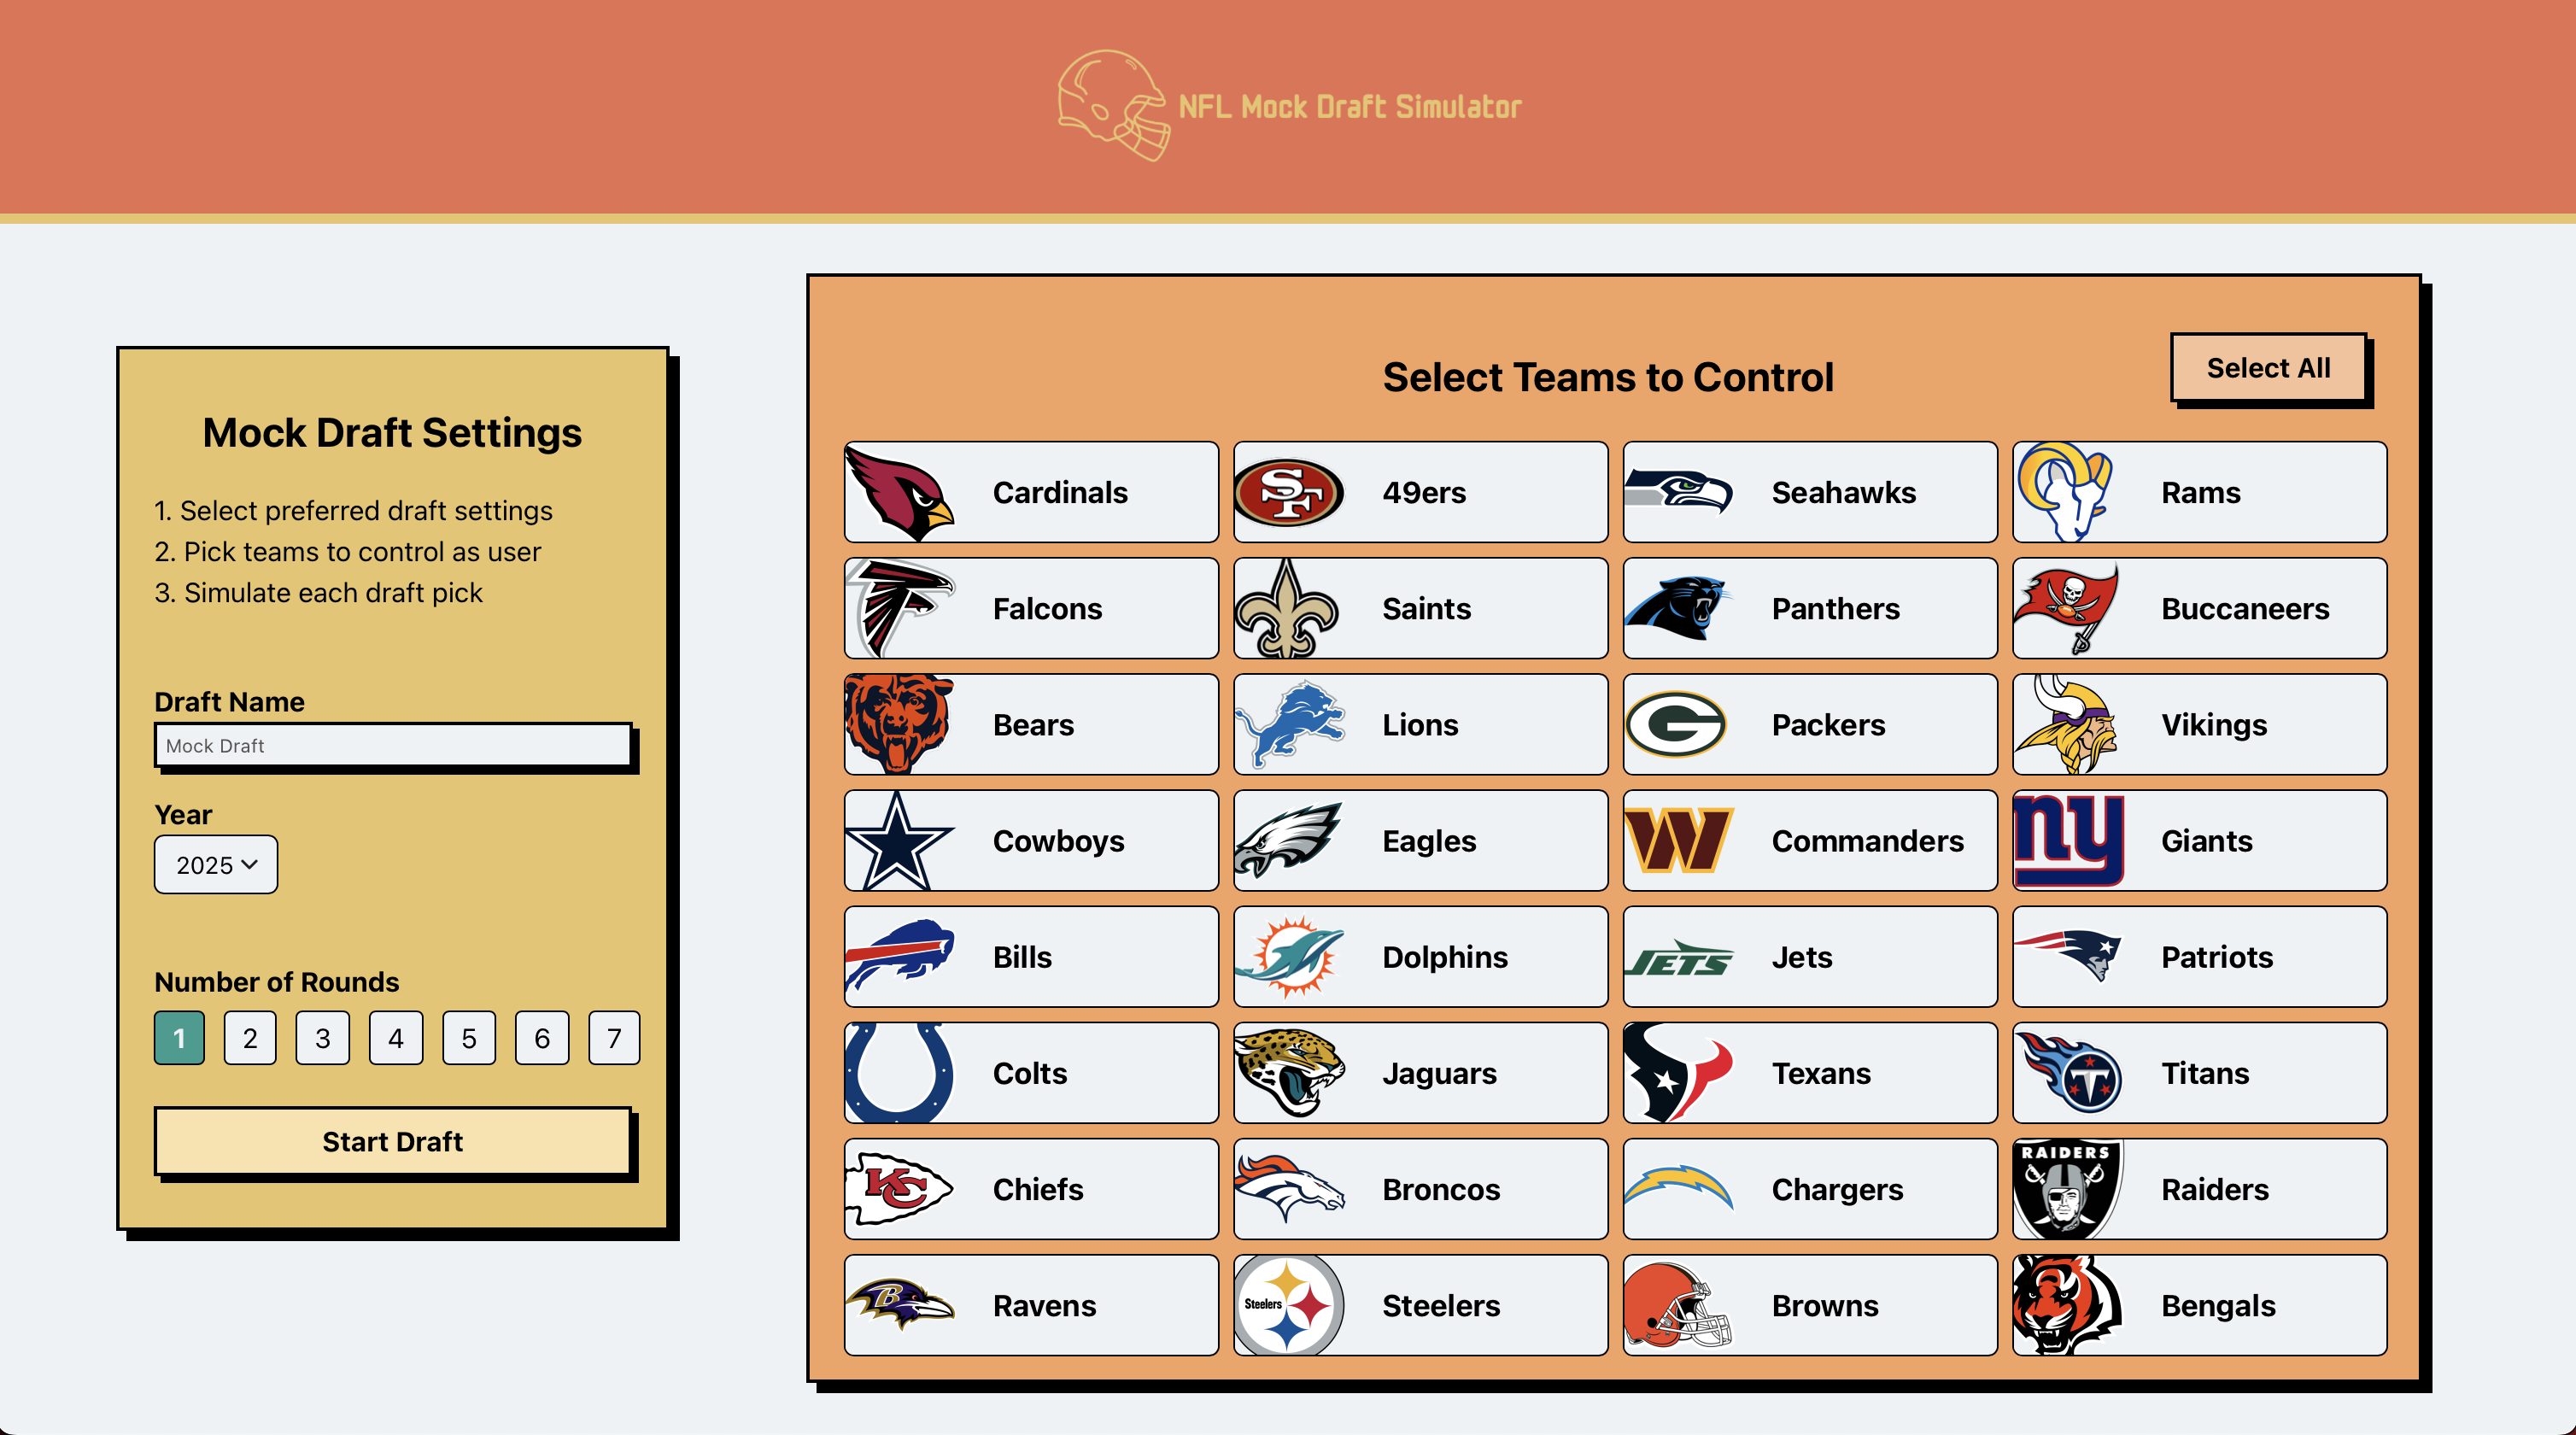 NFL Mock Draft Simulator
Mock Draft Settings
1. Select preferred draft settings
2. Pick teams to control as user
3. Simulate each draft pick
Draft Name
Mock Draft
Year
2025
Number of Rounds
1 2 3 4 5 6 7
Start Draft
Select Teams to Control
Select All
Cardinals
SF
49ers
Seahawks
Rams
Falcons
Saints
Panthers
Buccaneers
Bears
Lions
G
Packers
Vikings
Cowboys
Eagles
W
Commanders
ny
Giants
Bills
Dolphins
JETS
Jets
Patriots
Colts
Jaguars
Texans
T
Titans
KC
Chiefs
Broncos
Chargers
RAIDERS
Raiders
B
Ravens
Steelers
Steelers
Browns
Bengals